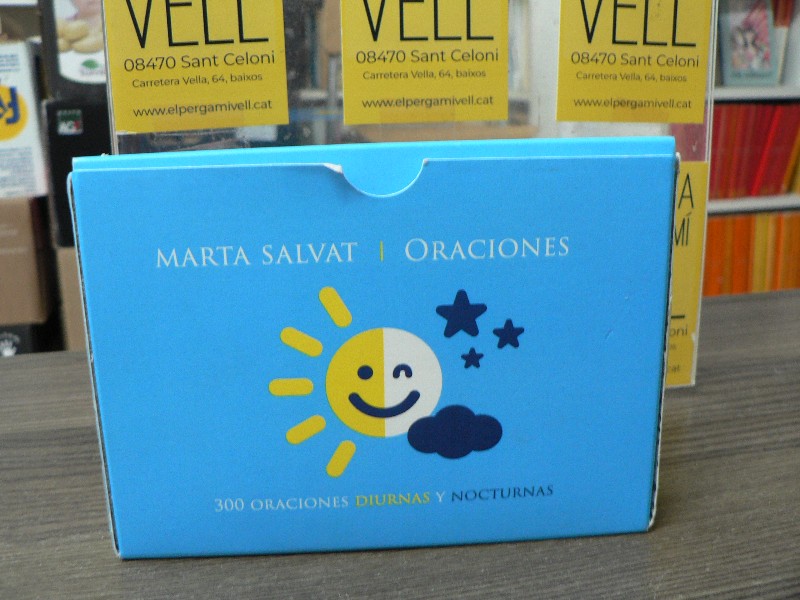 VELL
08470 Sant Celoni
Carretera Vella, 64, baixos
www.elpergamivell.cat
VELL
08470 Sant Celoni
Carretera Vella, 64, baixos
www.elpergamivell.cat
VELL
08470 Sant Celoni
Carretera Vella, 64, baixos
www.elpergamivell.cat
MARTA SALVAT | ORACIONES
300 ORACIONES DIURNAS Y NOCTURNAS